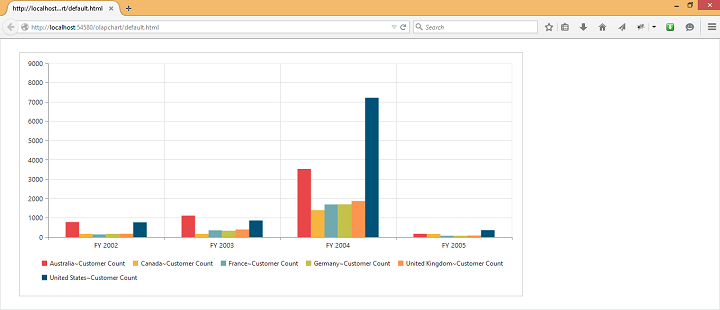 http://localhost...rt/default.html
http://localhost:54580/olapchart/default.html
Search
9000
8000
7000
6000
5000
4000
3000
2000
1000
0
FY 2002 FY 2003 FY 2004 FY 2005
Australia~Customer Count Canada~Customer Count France~Customer Count Germany~Customer Count United Kingdom~Customer Count
United States~Customer Count